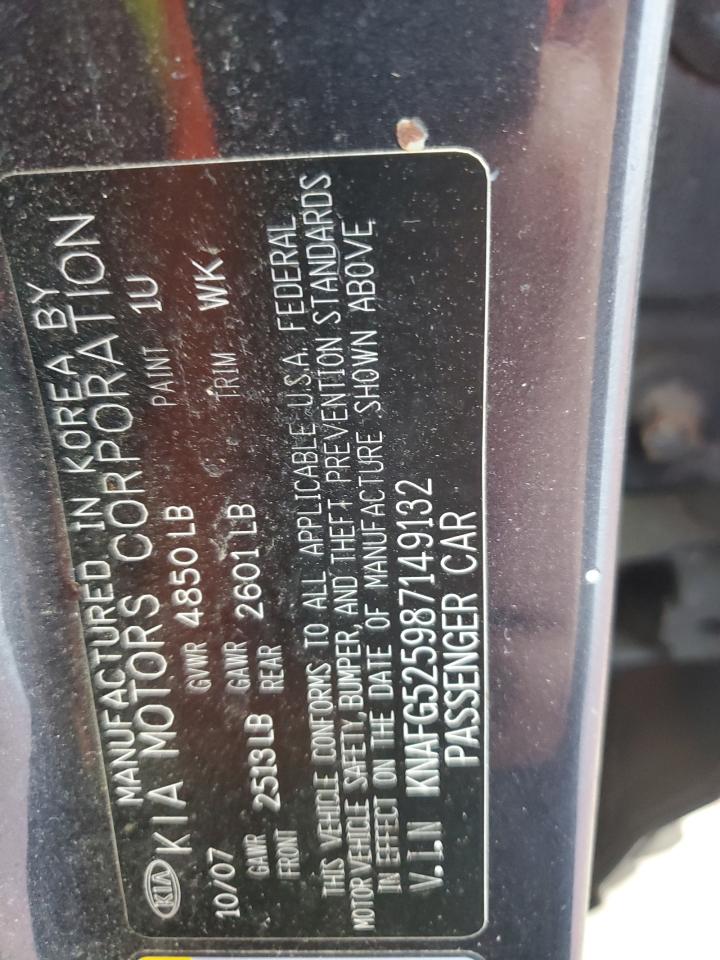 KIA
MANUFACTURED IN KOREA BY
KIA MOTORS CORPORATION
10/07 GVWR 4850 LB PAINT 1U
GAWR FRONT 2513LB GAWR REAR 2601 LB TRIM WK
THIS VEHICLE CONFORMS TO ALL APPLICABLE U.S.A. FEDERAL
MOTOR VEHICLE SAFETY, BUMPER, AND THEFT PREVENTION STANDARDS
IN EFFECT ON THE DATE OF MANUFACTURE SHOWN ABOVE
V.I.N KNAFG525987149132
PASSENGER CAR